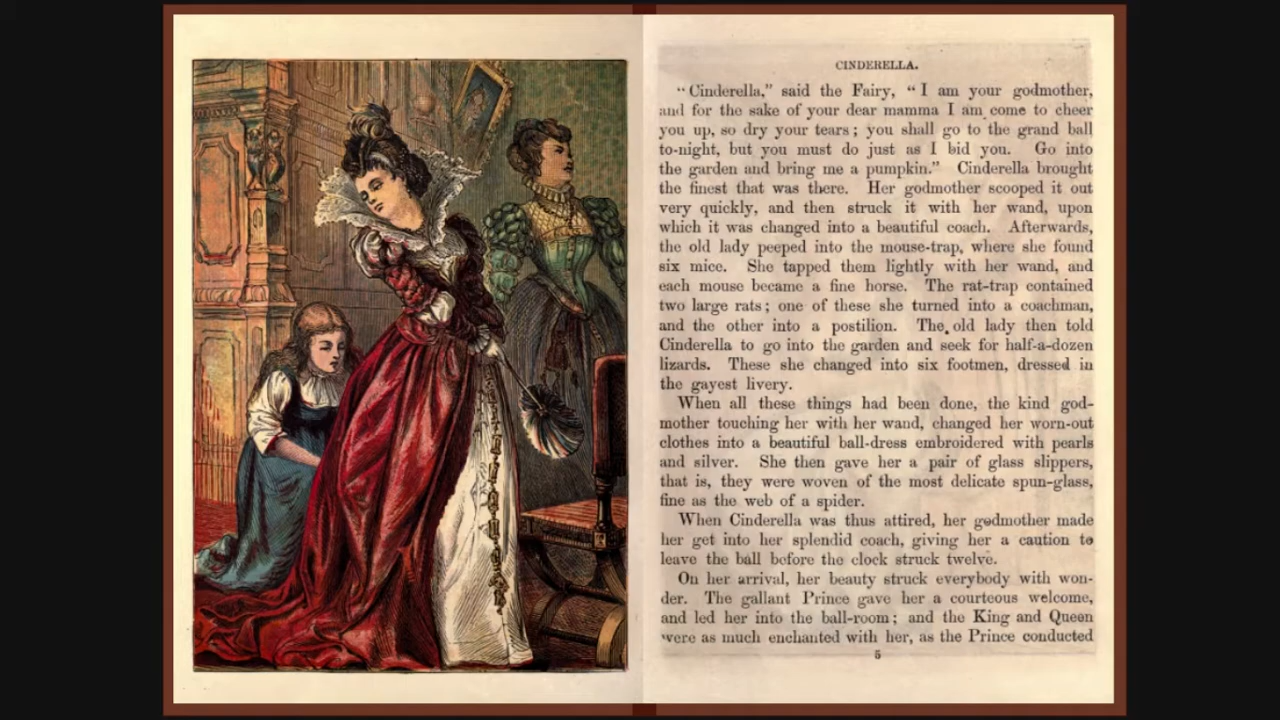 CINDERELLA.
“Cinderella,” said the Fairy, “I am your godmother,
and for the sake of your dear mamma I am come to cheer
you up, so dry your tears; you shall go to the grand ball
to-night, but you must do just as I bid you. Go into
the garden and bring me a pumpkin.” Cinderella brought
the finest that was there. Her godmother scooped it out
very quickly, and then struck it with her wand, upon
which it was changed into a beautiful coach. Afterwards,
the old lady peeped into the mouse-trap, where she found
six mice. She tapped them lightly with her wand, and
each mouse became a fine horse. The rat-trap contained
two large rats; one of these she turned into a coachman,
and the other into a postilion. The old lady then told
Cinderella to go into the garden and seek for half-a-dozen
lizards. These she changed into six footmen, dressed in
the gayest livery.
When all these things had been done, the kind god-
mother touching her with her wand, changed her worn-out
clothes into a beautiful ball-dress embroidered with pearls
and silver. She then gave her a pair of glass slippers,
that is, they were woven of the most delicate spun-glass,
fine as the web of a spider.
When Cinderella was thus attired, her godmother made
her get into her splendid coach, giving her a caution to
leave the ball before the clock struck twelve.
On her arrival, her beauty struck everybody with won-
der. The gallant Prince gave her a courteous welcome,
and led her into the ball-room; and the King and Queen
were as much enchanted with her, as the Prince conducted
5